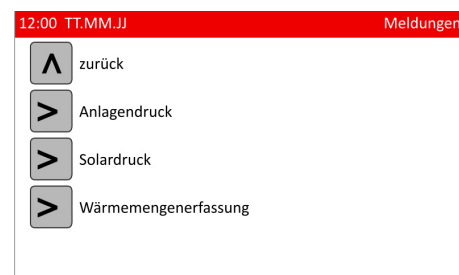 12:00 TT.MM.JJ Meldungen
zurück
> Anlagendruck
> Solardruck
> Wärmemengenerfassung